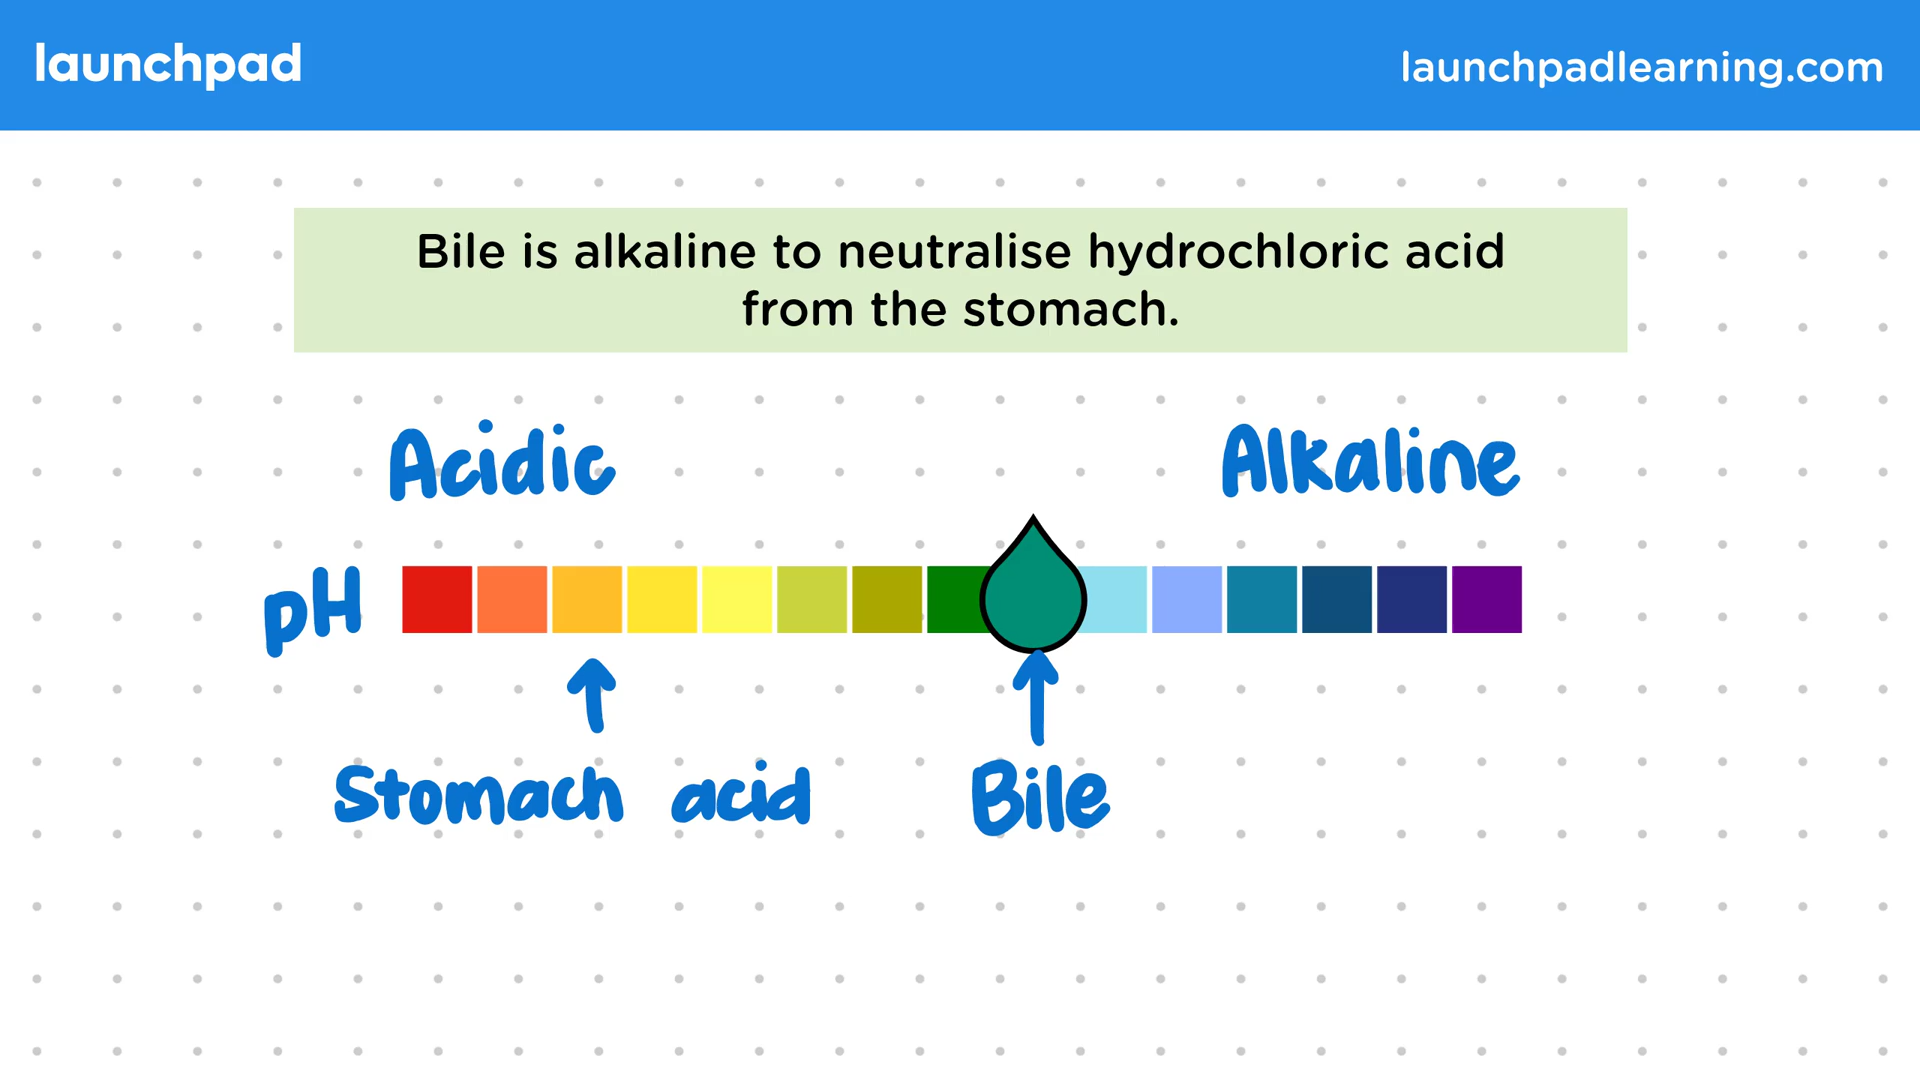 launchpad
launchpadlearning.com
Bile is alkaline to neutralise hydrochloric acid
from the stomach.
Acidic
Alkaline
pH
Stomach acid
Bile